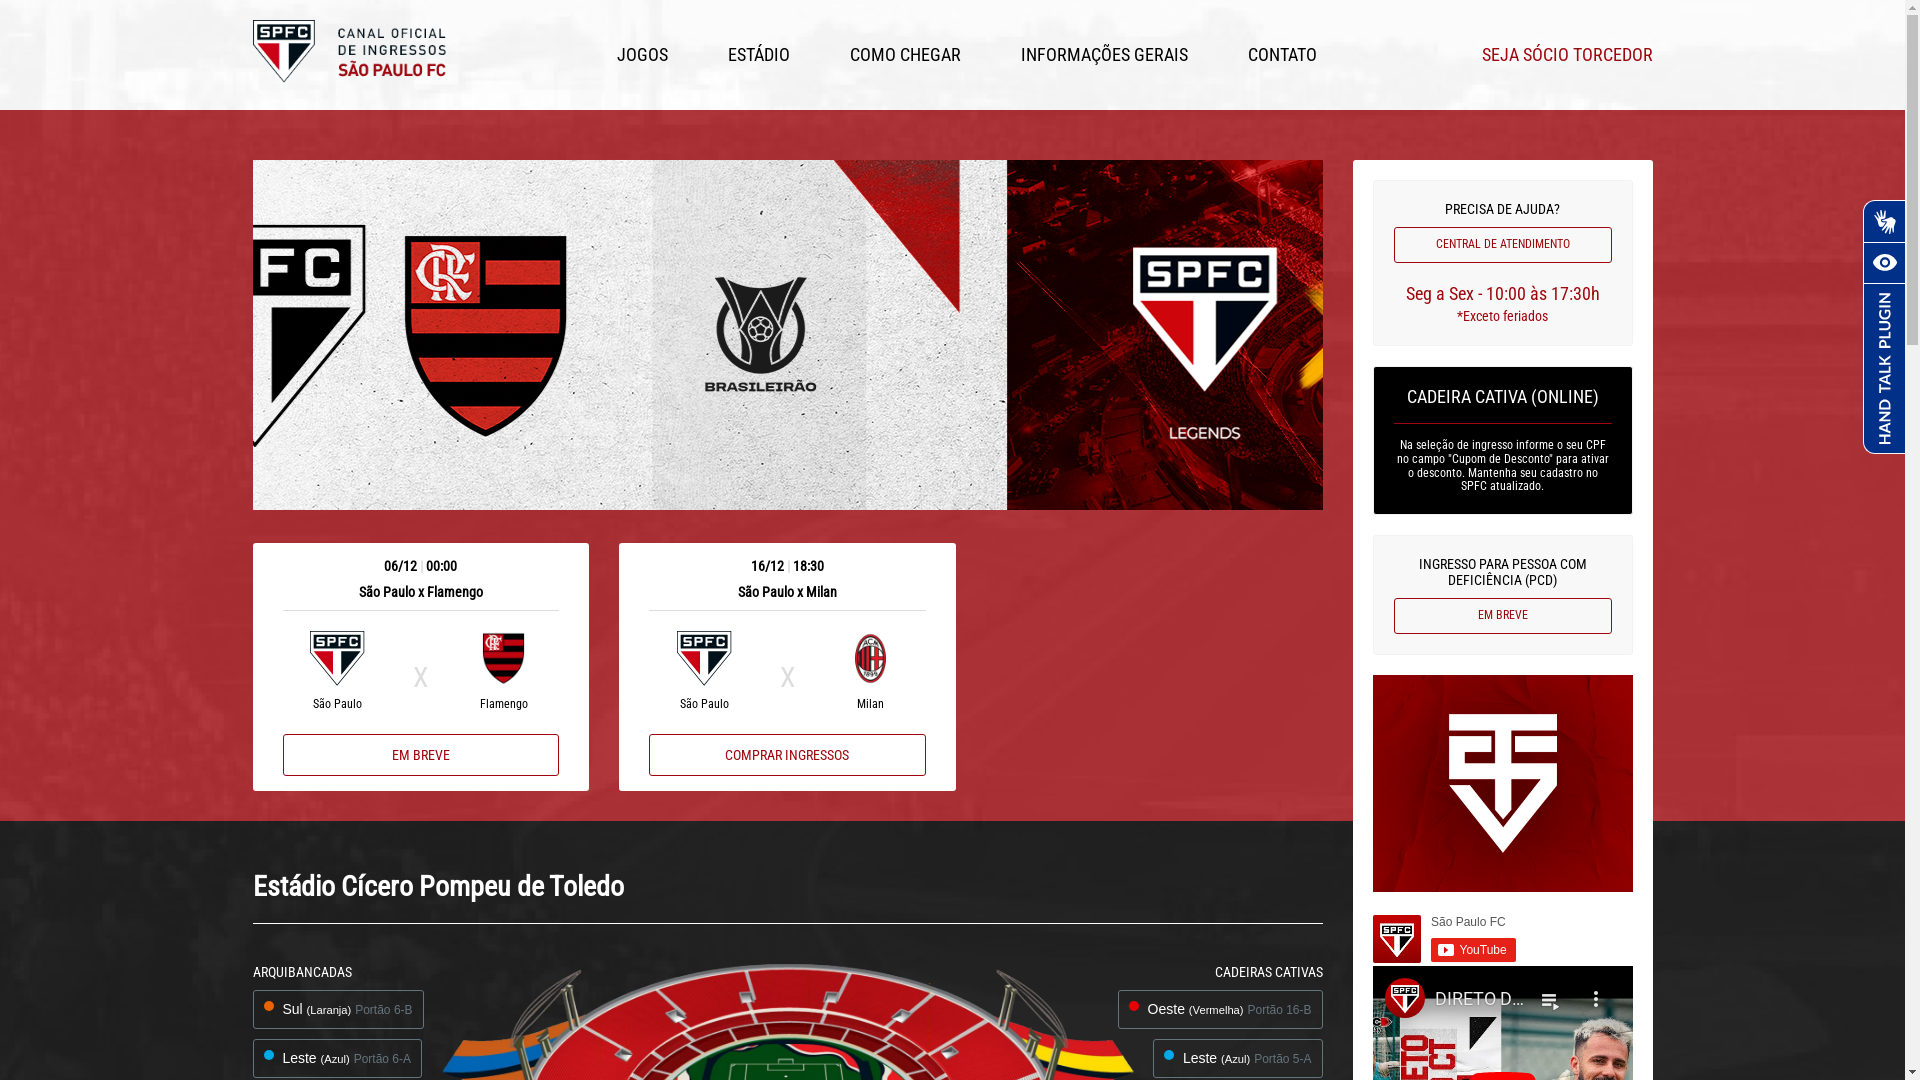 SPFC
CANAL OFICIAL
DE INGRESSOS
SÃO PAULO FC
JOGOS
ESTÁDIO
COMO CHEGAR
INFORMAÇÕES GERAIS
CONTATO
SEJA SÓCIO TORCEDOR
FC
BRASILEIRÃO
SPFC
LEGENDS
PRECISA DE AJUDA?
CENTRAL DE ATENDIMENTO
Seg a Sex - 10:00 às 17:30h
*Exceto feriados
CADEIRA CATIVA (ONLINE)
Na seleção de ingresso informe o seu CPF
no campo "Cupom de Desconto" para ativar
o desconto. Mantenha seu cadastro no
SPFC atualizado.
INGRESSO PARA PESSOA COM
DEFICIÊNCIA (PCD)
EM BREVE
HAND TALK PLUGIN
06/12 | 00:00
São Paulo x Flamengo
SPFC
X
São Paulo
Flamengo
EM BREVE
16/12 | 18:30
São Paulo x Milan
SPFC
X
São Paulo
Milan
COMPRAR INGRESSOS
Estádio Cícero Pompeu de Toledo
ARQUIBANCADAS
Sul (Laranja) Portão 6-B
Leste (Azul) Portão 6-A
CADEIRAS CATIVAS
Oeste (Vermelha) Portão 16-B
Leste (Azul) Portão 5-A
SPFC
São Paulo FC
YouTube
SPFC
DIRETO D...